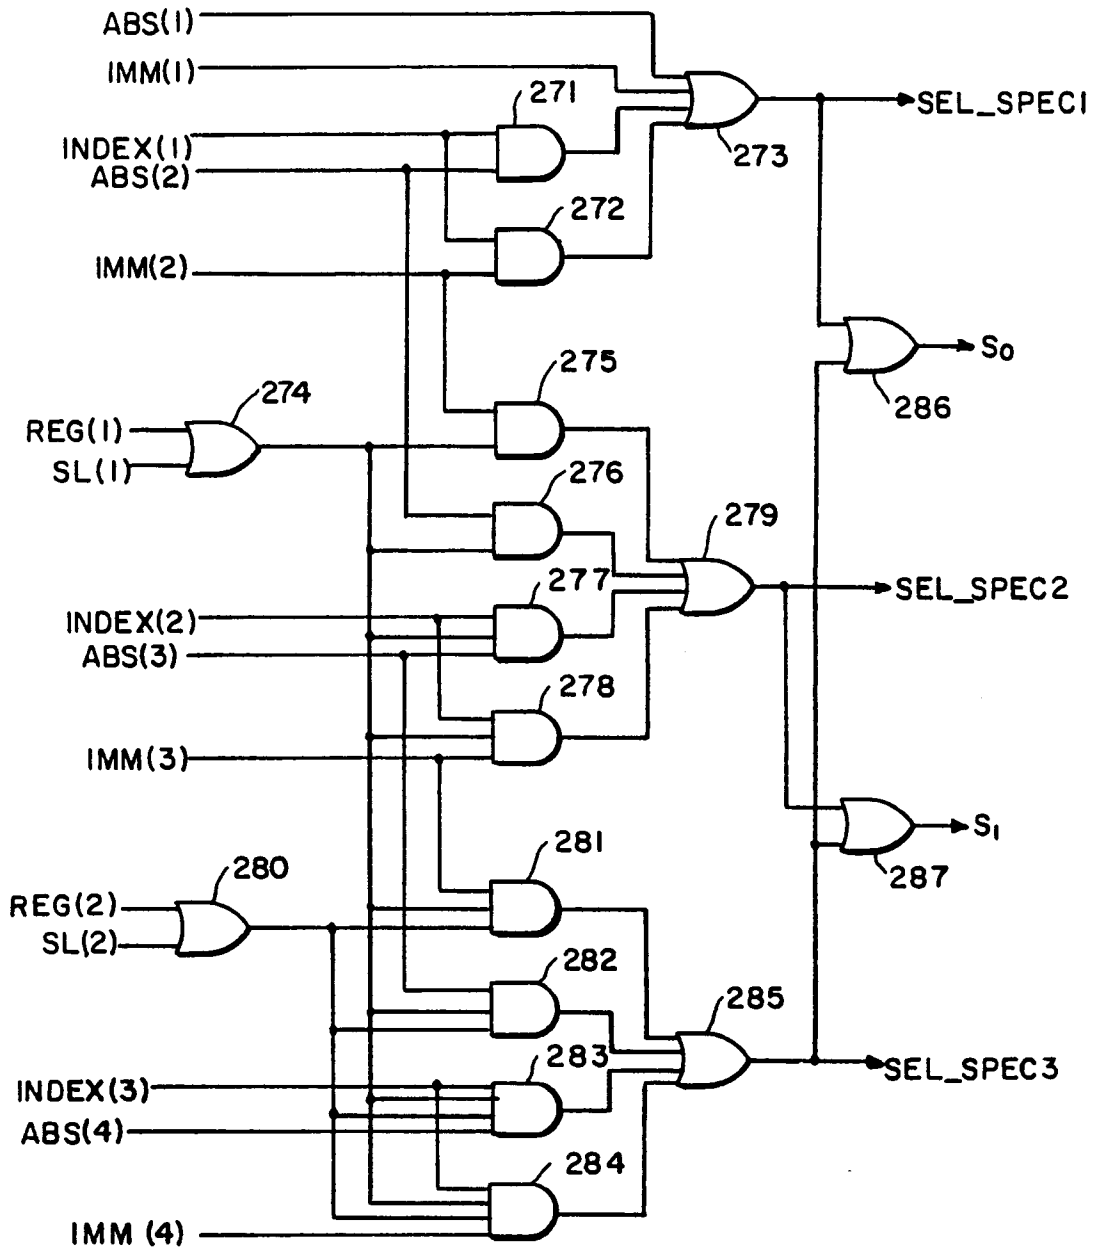 ABS(1)
IMM(1)
271
SEL_SPEC1
INDEX(1)
273
ABS(2)
272
IMM(2)
S0
275
274
286
REG(1)
SL(1)
276
279
277
SEL_SPEC2
INDEX(2)
ABS(3)
278
IMM(3)
S1
281
280
287
REG(2)
SL(2)
282
285
283
SEL_SPEC3
INDEX(3)
ABS(4)
284
IMM (4)